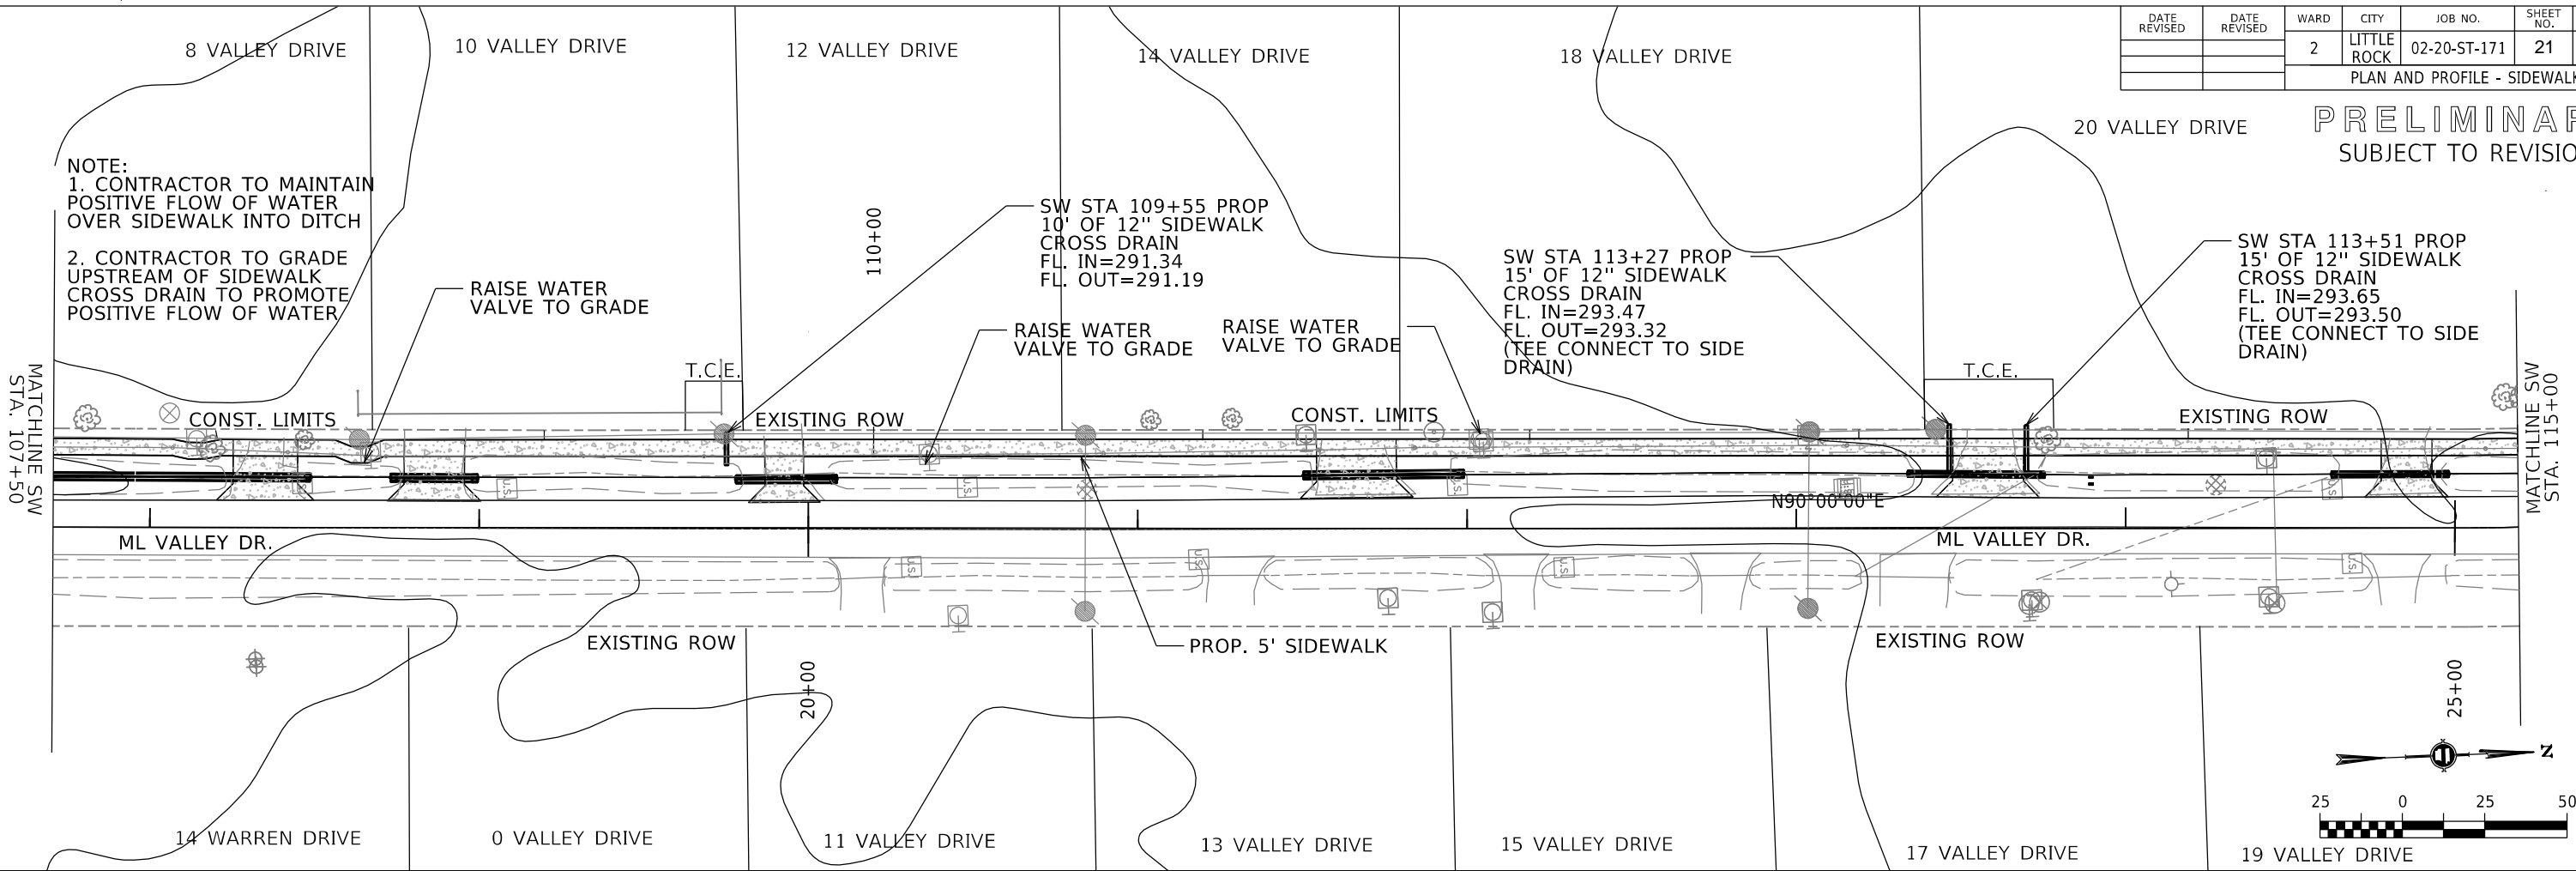 DATE
REVISED
DATE
REVISED
WARD
CITY
JOB NO.
SHEET
NO.
2
LITTLE
ROCK
02-20-ST-171
21
PLAN AND PROFILE - SIDEWALK
PRELIMINAR
SUBJECT TO REVISIO
8 VALLEY DRIVE
10 VALLEY DRIVE
12 VALLEY DRIVE
14 VALLEY DRIVE
18 VALLEY DRIVE
20 VALLEY DRIVE
NOTE:
1. CONTRACTOR TO MAINTAIN
POSITIVE FLOW OF WATER
OVER SIDEWALK INTO DITCH
2. CONTRACTOR TO GRADE
UPSTREAM OF SIDEWALK
CROSS DRAIN TO PROMOTE
POSITIVE FLOW OF WATER
RAISE WATER
VALVE TO GRADE
110+00
SW STA 109+55 PROP
10' OF 12" SIDEWALK
CROSS DRAIN
FL. IN=291.34
FL. OUT=291.19
RAISE WATER
VALVE TO GRADE
RAISE WATER
VALVE TO GRADE
SW STA 113+27 PROP
15' OF 12" SIDEWALK
CROSS DRAIN
FL. IN=293.47
FL. OUT=293.32
(TEE CONNECT TO SIDE
DRAIN)
SW STA 113+51 PROP
15' OF 12" SIDEWALK
CROSS DRAIN
FL. IN=293.65
FL. OUT=293.50
(TEE CONNECT TO SIDE
DRAIN)
MATCHLINE SW
STA. 107+50
T.C.E.
T.C.E.
MATCHLINE SW
STA. 115+00
CONST. LIMITS
EXISTING ROW
CONST. LIMITS
EXISTING ROW
U.S.
U.S.
U.S.
U.S.
U.S.
N90°00'00"E
ML VALLEY DR.
ML VALLEY DR.
U.S.
U.S.
U.S.
U.S.
EXISTING ROW
PROP. 5' SIDEWALK
EXISTING ROW
20+00
25+00
Z
25 0 25 50
14 WARREN DRIVE
0 VALLEY DRIVE
11 VALLEY DRIVE
13 VALLEY DRIVE
15 VALLEY DRIVE
17 VALLEY DRIVE
19 VALLEY DRIVE